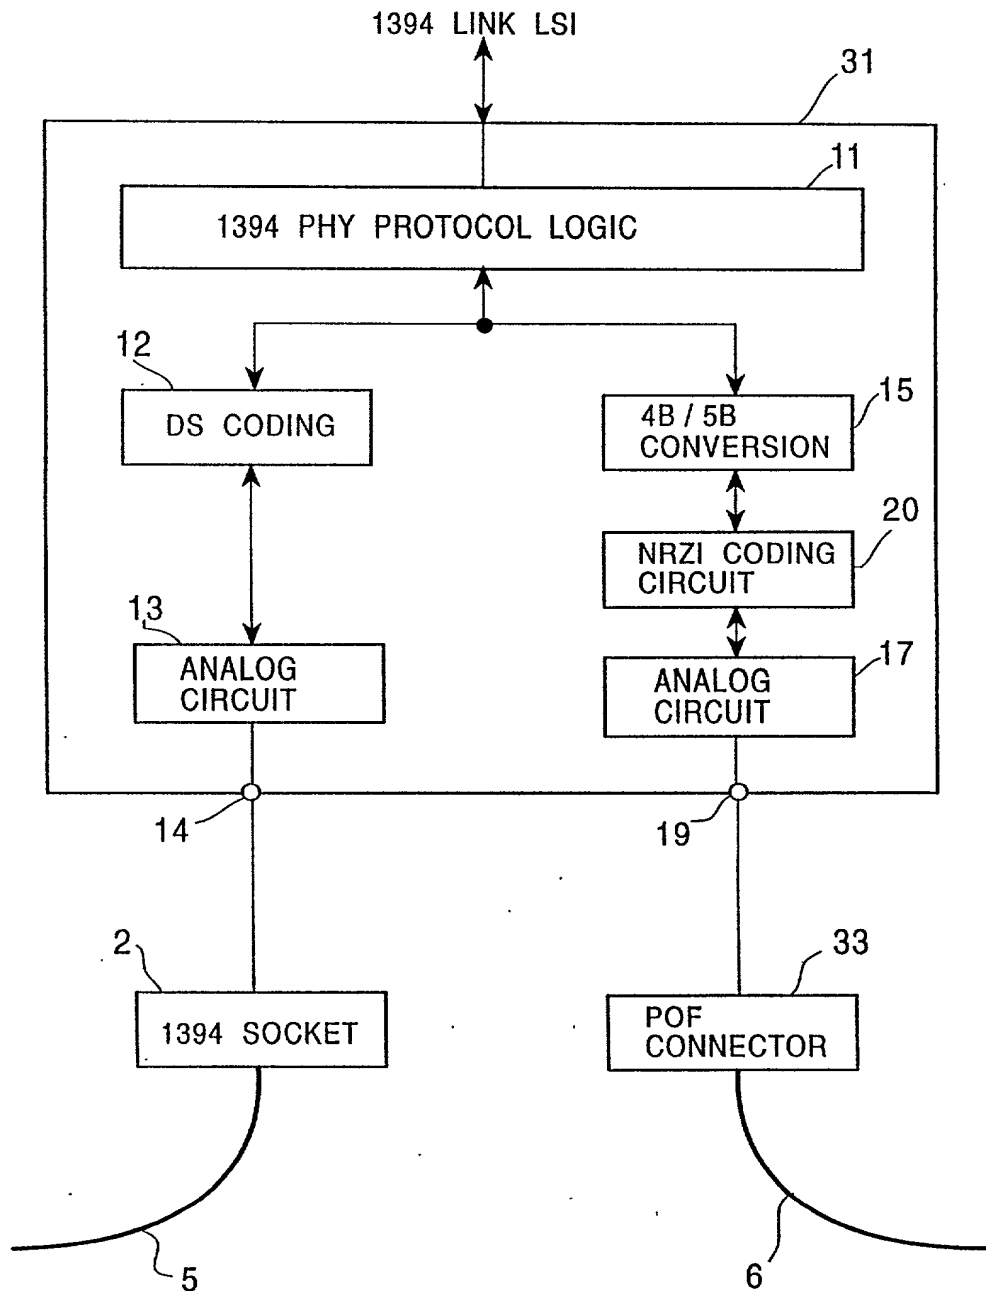 1394 LINK LSI
31
11
1394 PHY PROTOCOL LOGIC
12
DS CODING
15
4B / 5B
CONVERSION
20
NRZI CODING
CIRCUIT
13
ANALOG
CIRCUIT
17
ANALOG
CIRCUIT
14
19
2
1394 SOCKET
33
POF
CONNECTOR
5
6